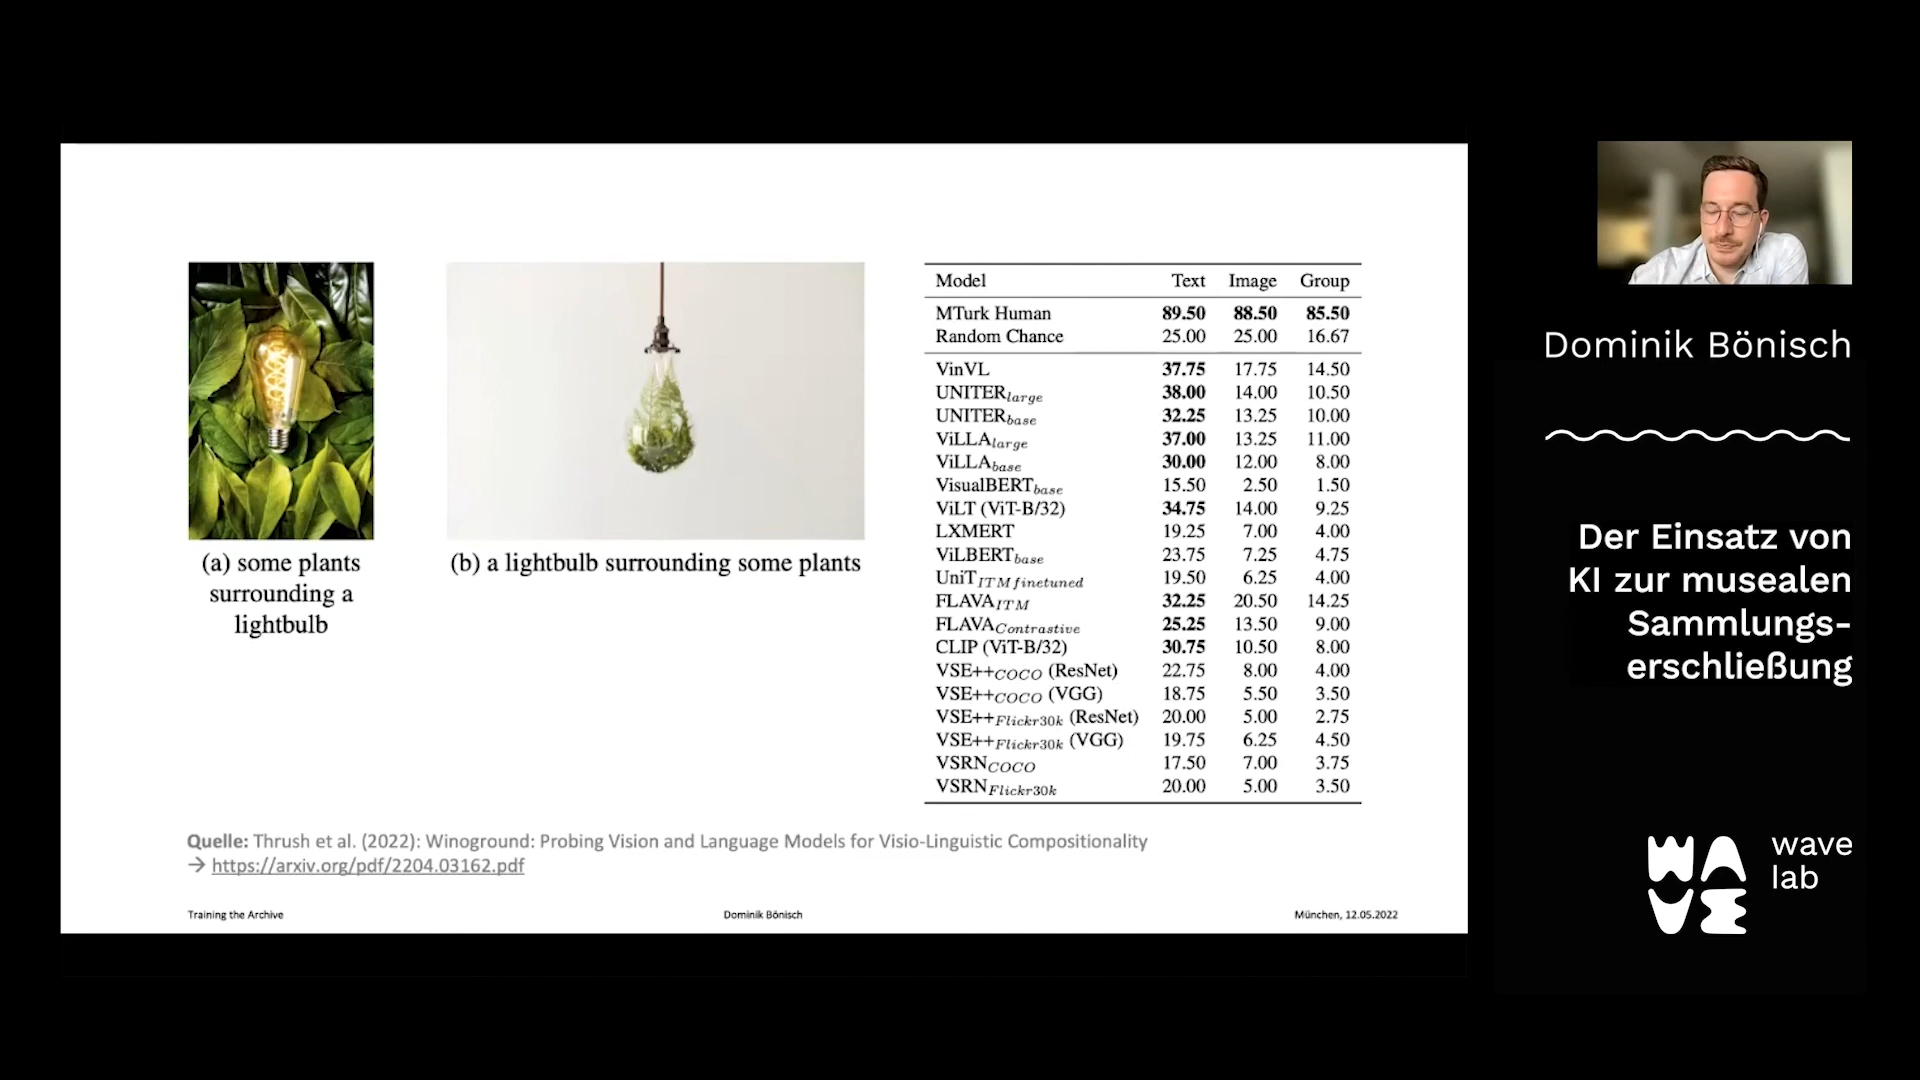 (a) some plants
surrounding a
lightbulb
(b) a lightbulb surrounding some plants
Model Text Image Group
MTurk Human 89.50 88.50 85.50
Random Chance 25.00 25.00 16.67
VinVL 37.75 17.75 14.50
UNITERlarge 38.00 14.00 10.50
UNITERbase 32.25 13.25 10.00
ViLLAlarge 37.00 13.25 11.00
ViLLAbase 30.00 12.00 8.00
VisualBERTbase 15.50 2.50 1.50
ViLT (ViT-B/32) 34.75 14.00 9.25
LXMERT 19.25 7.00 4.00
ViLBERTbase 23.75 7.25 4.75
UniTITMfinetuned 19.50 6.25 4.00
FLAVAITM 32.25 20.50 14.25
FLAVAContrastive 25.25 13.50 9.00
CLIP (ViT-B/32) 30.75 10.50 8.00
VSE++COCO (ResNet) 22.75 8.00 4.00
VSE++COCO (VGG) 18.75 5.50 3.50
VSE++Flickr30k (ResNet) 20.00 5.00 2.75
VSE++Flickr30k (VGG) 19.75 6.25 4.50
VSRNCOCO 17.50 7.00 3.75
VSRNFlickr30k 20.00 5.00 3.50
Quelle: Thrush et al. (2022): Winoground: Probing Vision and Language Models for Visio-Linguistic Compositionality
→ https://arxiv.org/pdf/2204.03162.pdf
Training the Archive Dominik Bönisch München, 12.05.2022
Dominik Bönisch
Der Einsatz von
KI zur musealen
Sammlungs-
erschließung
WAVE
wave
lab